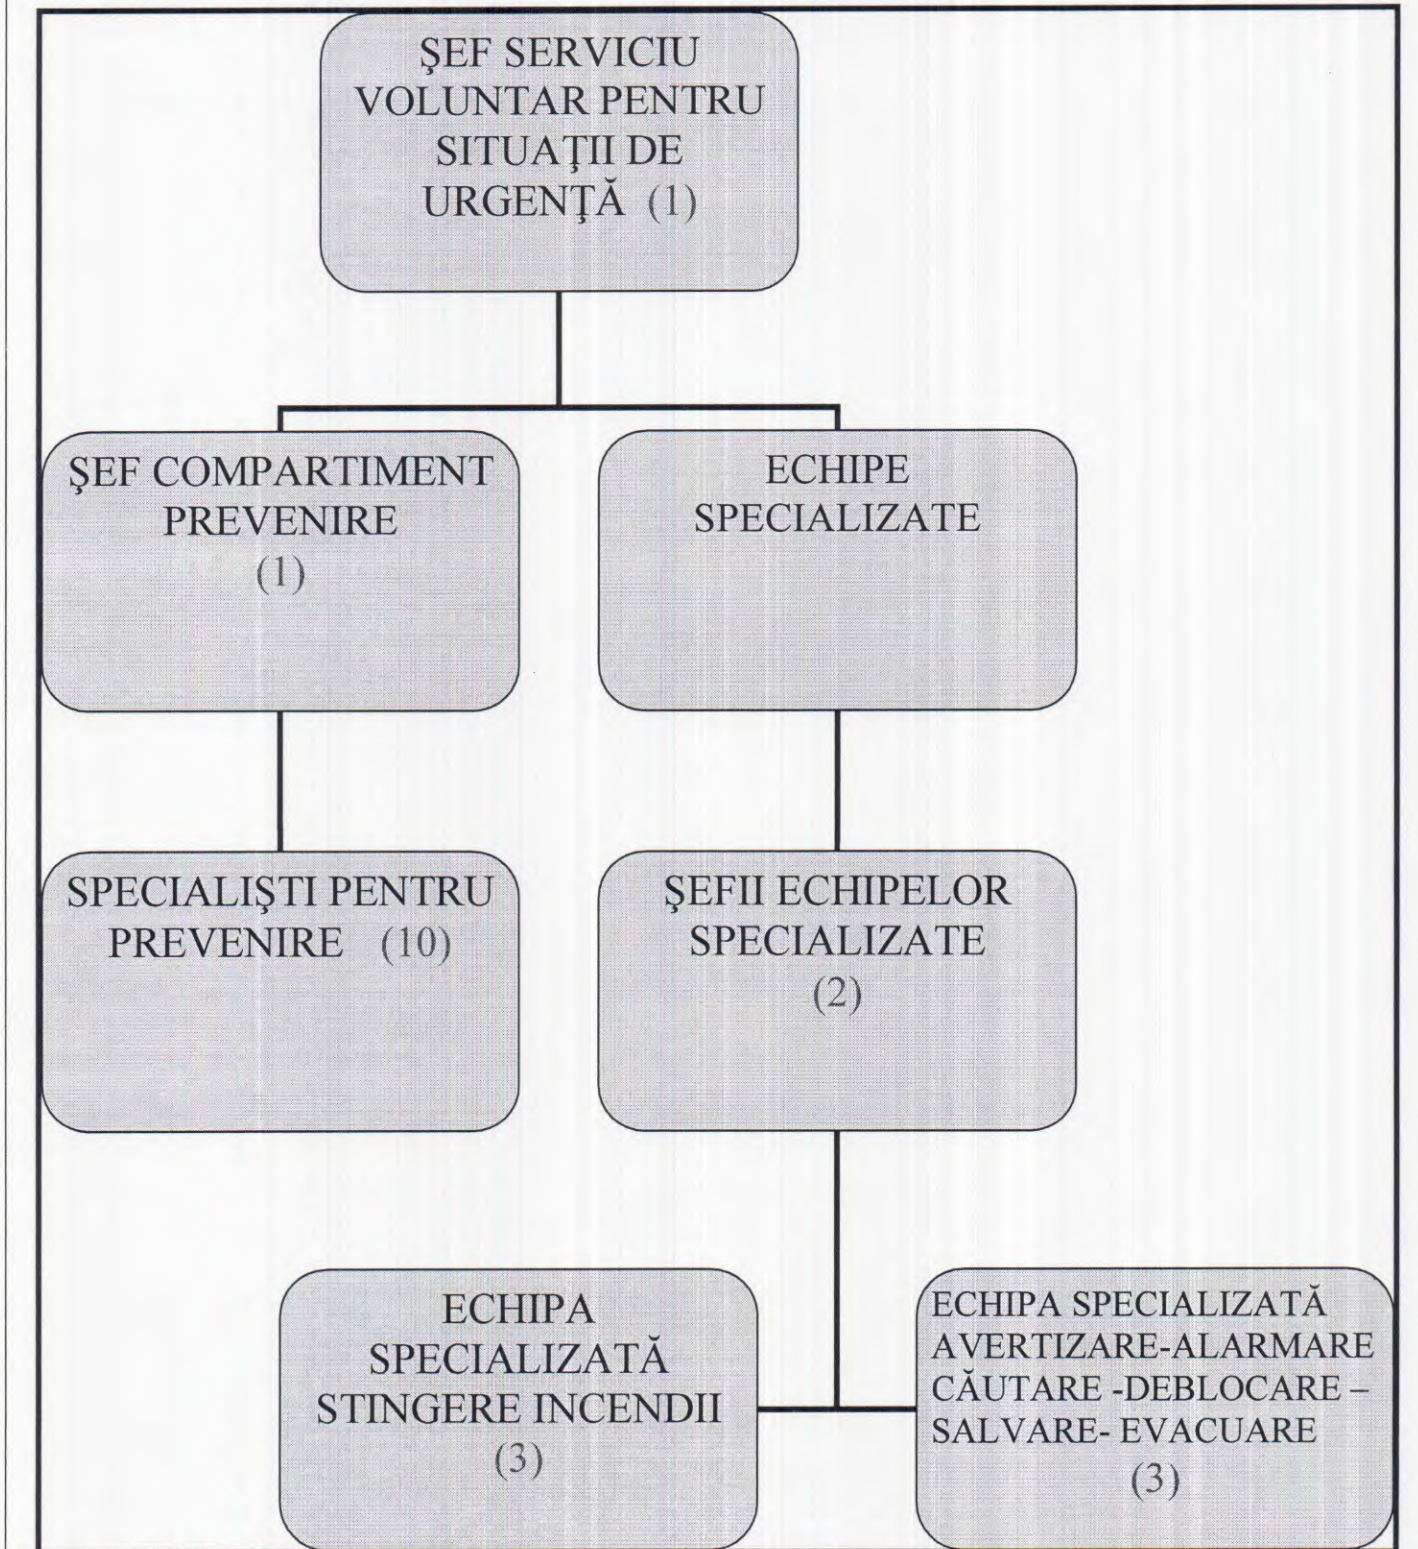 ŞEF SERVICIU
VOLUNTAR PENTRU
SITUAŢII DE
URGENŢĂ (1)
ŞEF COMPARTIMENT
PREVENIRE
(1)
ECHIPE
SPECIALIZATE
SPECIALIŞTI PENTRU
PREVENIRE (10)
ŞEFII ECHIPELOR
SPECIALIZATE
(2)
ECHIPA
SPECIALIZATĂ
STINGERE INCENDII
(3)
ECHIPA SPECIALIZATĂ
AVERTIZARE-ALARMARE
CĂUTARE -DEBLOCARE –
SALVARE- EVACUARE
(3)